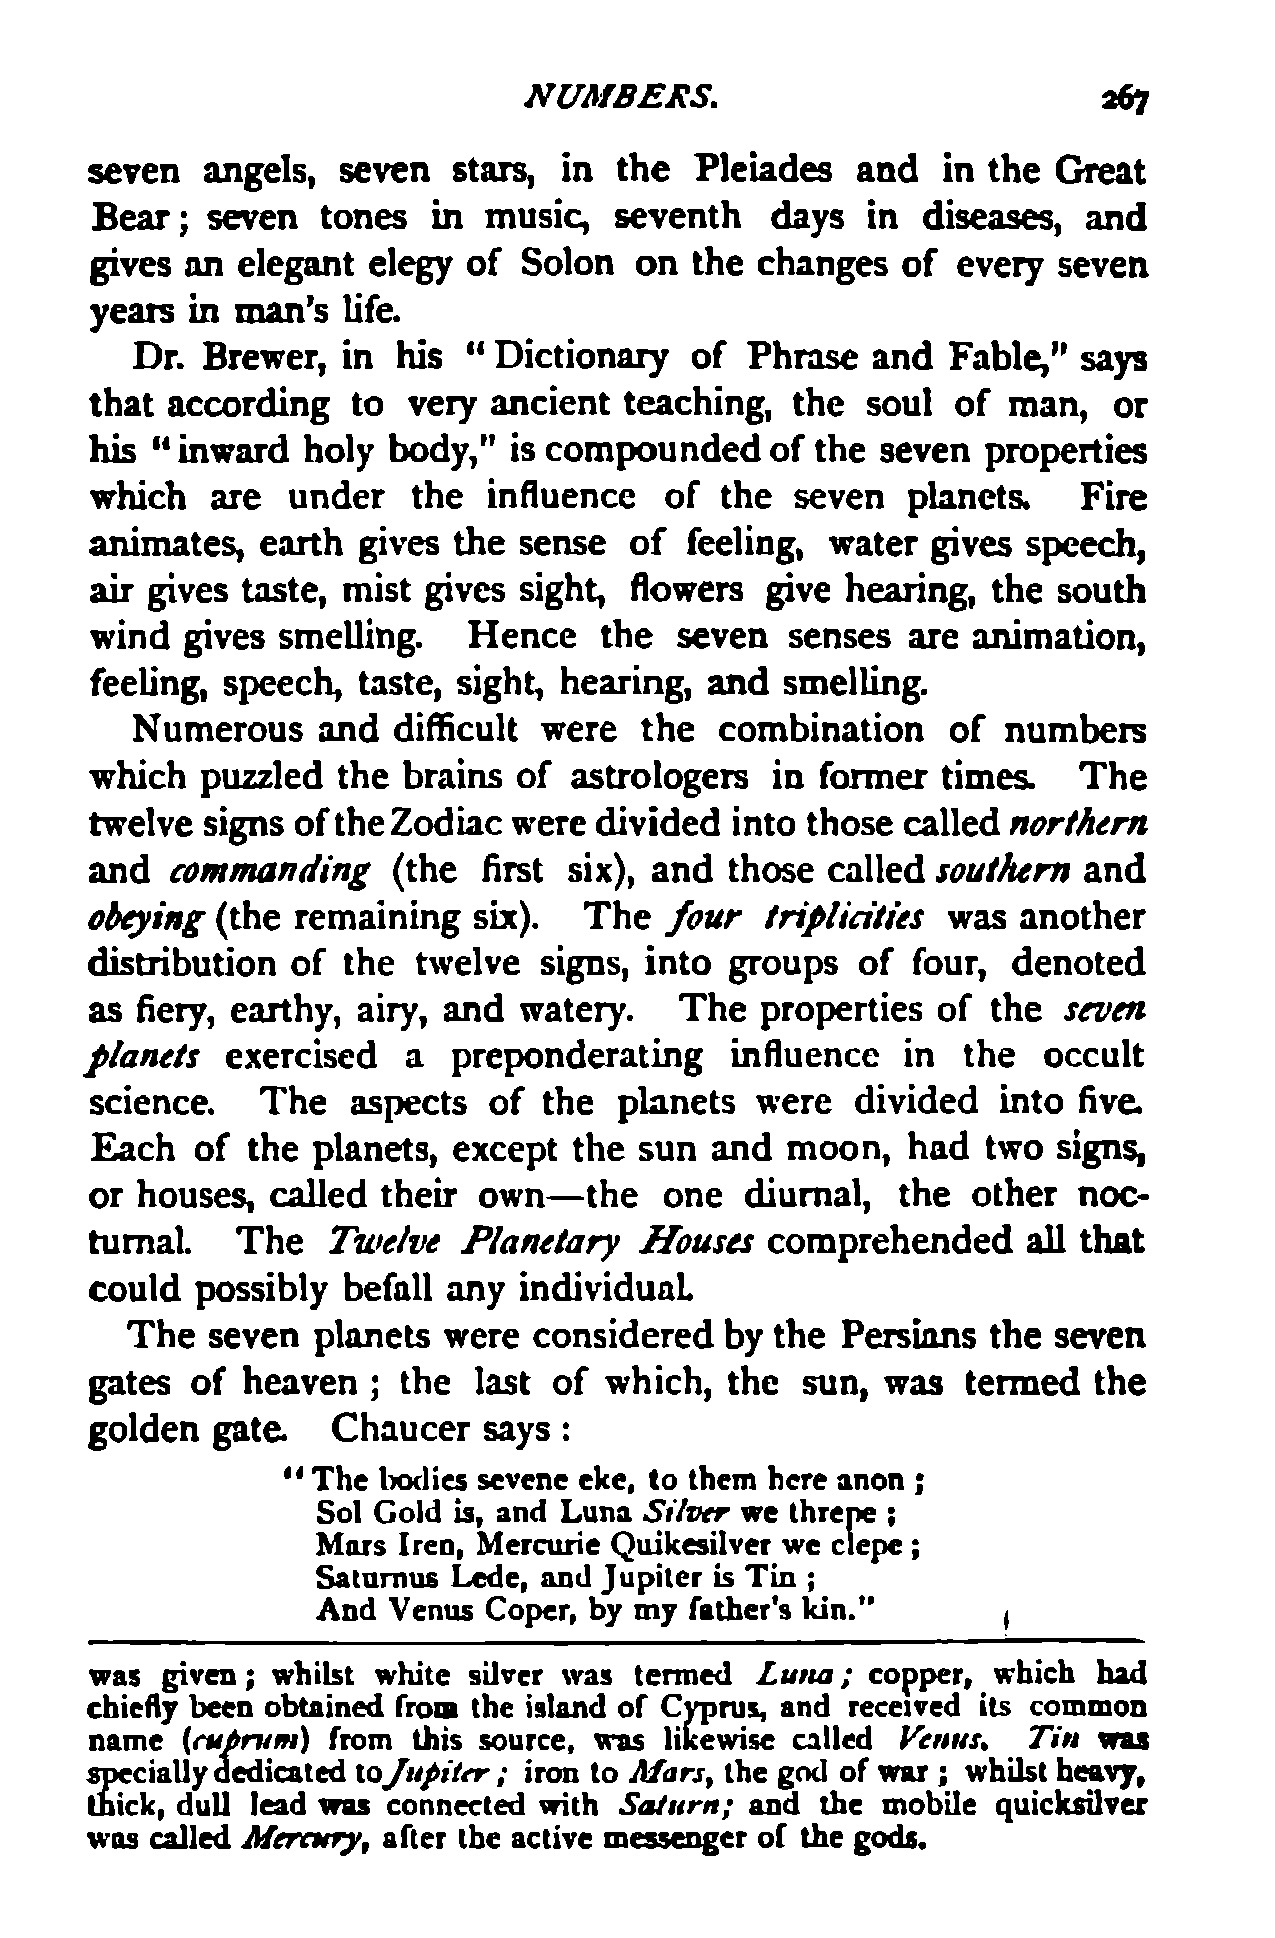 NUMBERS. 267
seven angels, seven stars, in the Pleiades and in the Great
Bear; seven tones in music, seventh days in diseases, and
gives an elegant elegy of Solon on the changes of every seven
years in man's life.
Dr. Brewer, in his "Dictionary of Phrase and Fable," says
that according to very ancient teaching, the soul of man, or
his "inward holy body," is compounded of the seven properties
which are under the influence of the seven planets. Fire
animates, earth gives the sense of feeling, water gives speech,
air gives taste, mist gives sight, flowers give hearing, the south
wind gives smelling. Hence the seven senses are animation,
feeling, speech, taste, sight, hearing, and smelling.
Numerous and difficult were the combination of numbers
which puzzled the brains of astrologers in former times. The
twelve signs of the Zodiac were divided into those called northern
and commanding (the first six), and those called southern and
obeying (the remaining six). The four triplicities was another
distribution of the twelve signs, into groups of four, denoted
as fiery, earthy, airy, and watery. The properties of the seven
planets exercised a preponderating influence in the occult
science. The aspects of the planets were divided into five.
Each of the planets, except the sun and moon, had two signs,
or houses, called their own—the one diurnal, the other noc-
turnal. The Twelve Planetary Houses comprehended all that
could possibly befall any individual.
The seven planets were considered by the Persians the seven
gates of heaven; the last of which, the sun, was termed the
golden gate. Chaucer says:
"The bodies sevene eke, to them here anon;
Sol Gold is, and Luna Silver we threpe;
Mars Iren, Mercurie Quikesilver we clepe;
Saturnus Lede, and Jupiter is Tin;
And Venus Coper, by my father's kin."
was given; whilst white silver was termed Luna; copper, which had
chiefly been obtained from the island of Cyprus, and received its common
name (cuprum) from this source, was likewise called Venus. Tin was
specially dedicated to Jupiter; iron to Mars, the god of war; whilst heavy,
thick, dull lead was connected with Saturn; and the mobile quicksilver
was called Mercury, after the active messenger of the gods.